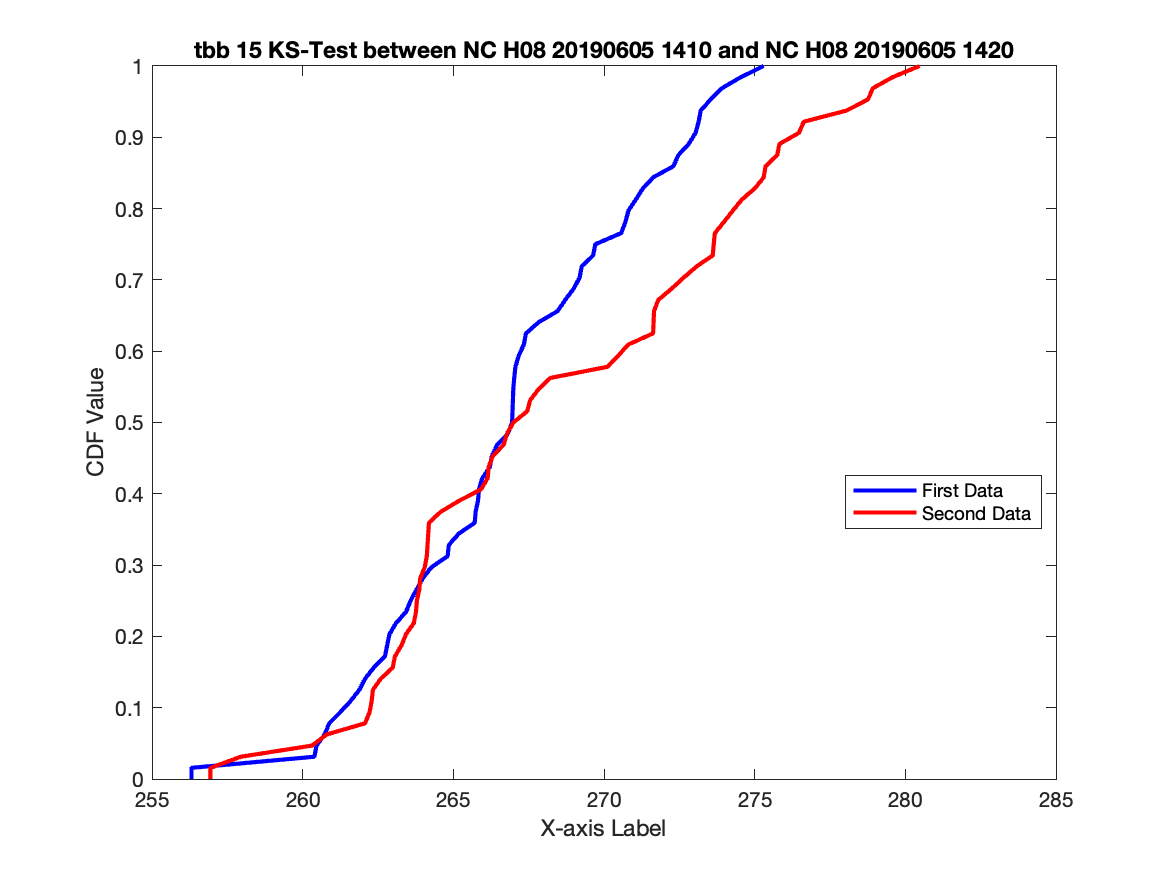 tbb 15 KS-Test between NC H08 20190605 1410 and NC H08 20190605 1420
1
0.9
0.8
0.7
0.6
0.5
0.4
0.3
0.2
0.1
0
CDF Value
First Data
Second Data
255 260 265 270 275 280 285
X-axis Label